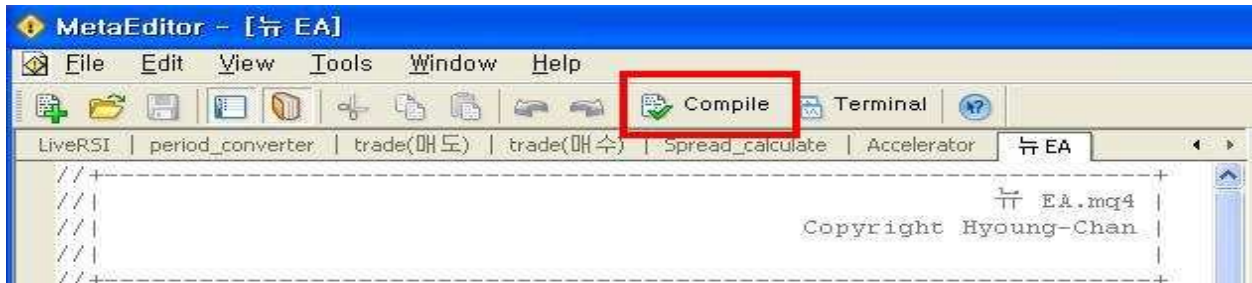 MetaEditor - [뉴 EA]
File Edit View Tools Window Help
Compile Terminal
LiveRSI | period_converter | trade(매도) | trade(매수) | Spread_calculate | Accelerator | 뉴 EA
//+------------------------------------------------------------------+
//| 뉴 EA.mq4 |
//| Copyright Hyoung-Chan |
//| |
//+------------------------------------------------------------------+